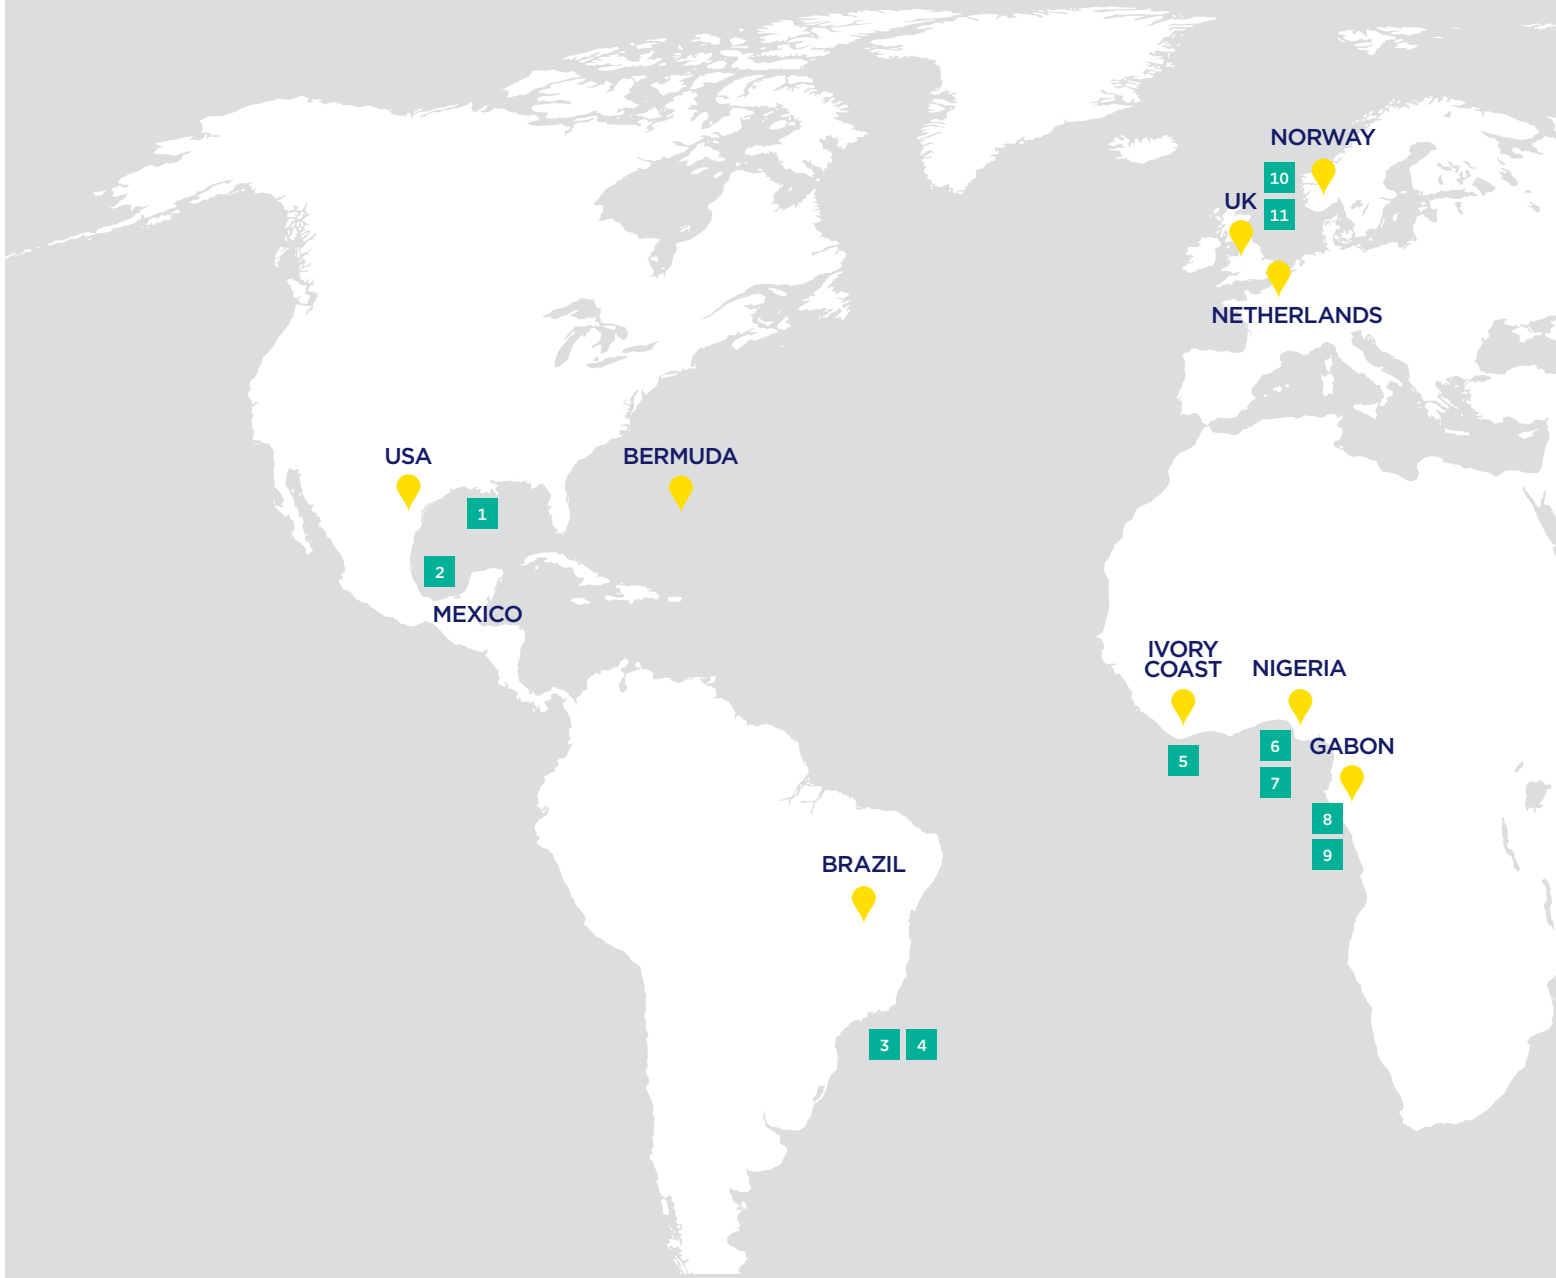 NORWAY
10
UK
11
NETHERLANDS
USA
BERMUDA
1
2
MEXICO
IVORY
COAST
NIGERIA
5
6
GABON
7
8
9
BRAZIL
3 4